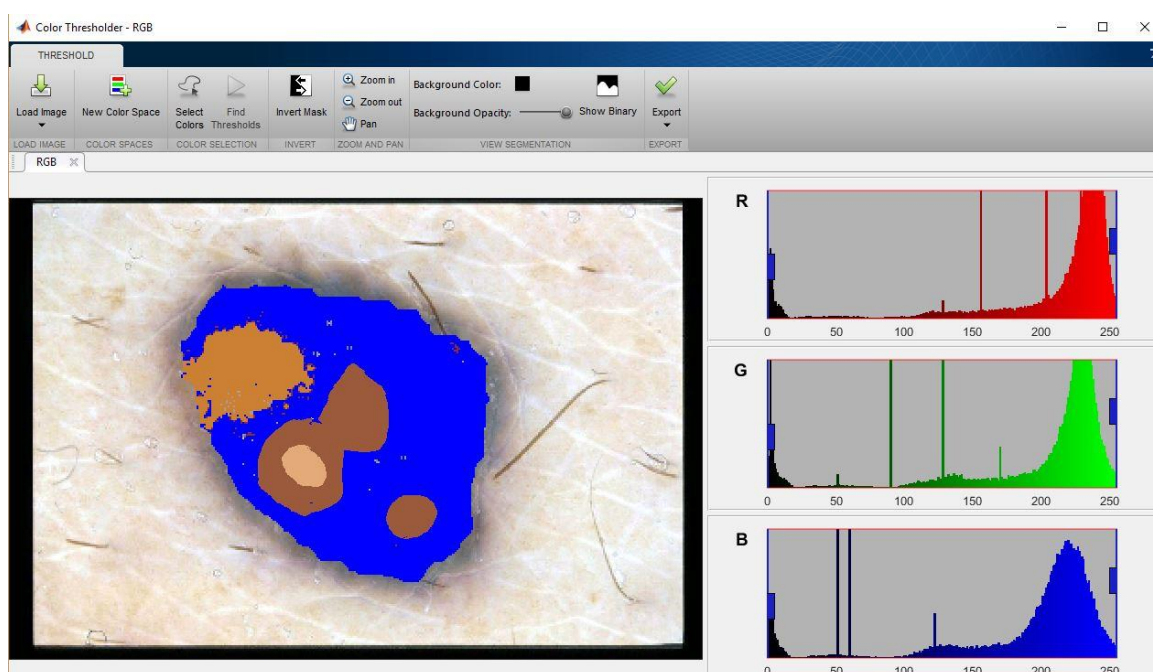 Color Thresholder - RGB
THRESHOLD
Load Image
New Color Space
Select Colors
Find Thresholds
Invert Mask
Zoom in
Zoom out
Pan
Background Color:
Background Opacity:
Show Binary
Export
LOAD IMAGE COLOR SPACES COLOR SELECTION INVERT ZOOM AND PAN VIEW SEGMENTATION EXPORT
RGB
R
0 50 100 150 200 250
G
0 50 100 150 200 250
B
0 50 100 150 200 250